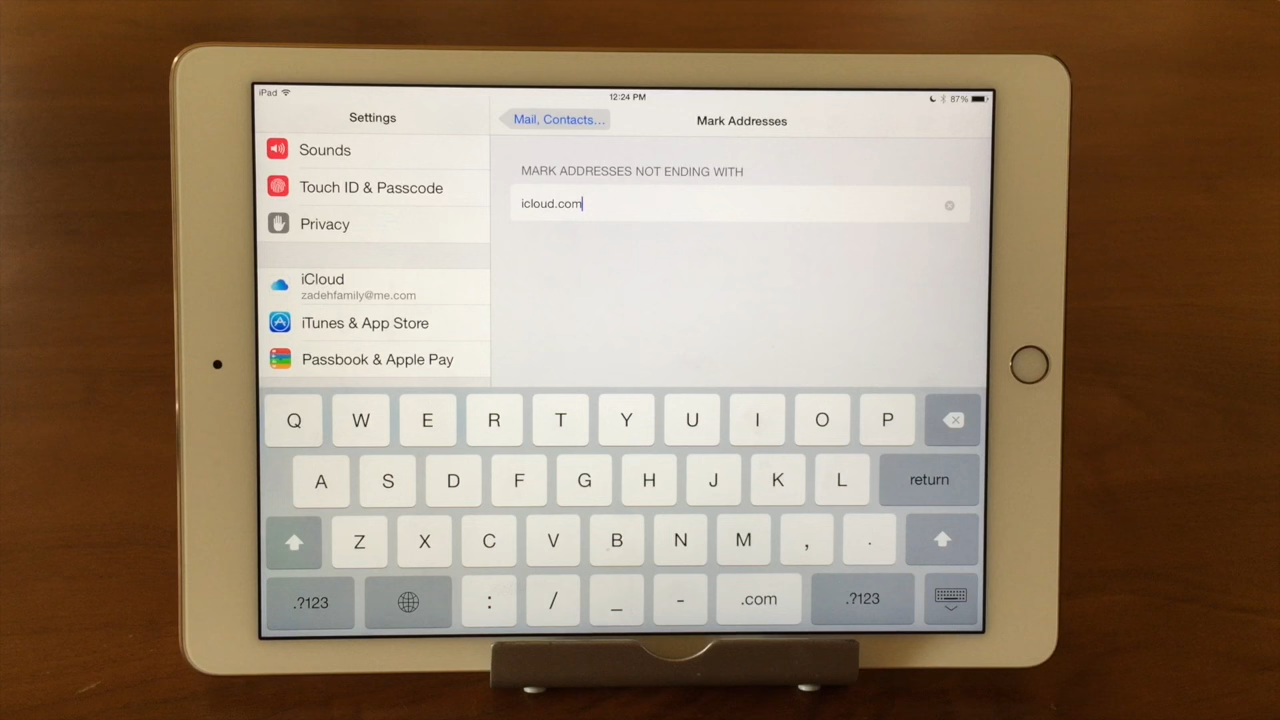 iPad
12:24 PM
87%
Settings
Mail, Contacts...
Mark Addresses
Sounds
Touch ID & Passcode
Privacy
iCloud
zadehfamily@me.com
iTunes & App Store
Passbook & Apple Pay
MARK ADDRESSES NOT ENDING WITH
icloud.com
Q W E R T Y U I O P
A S D F G H J K L return
Z X C V B N M , .
.?123 : / _ - .com .?123